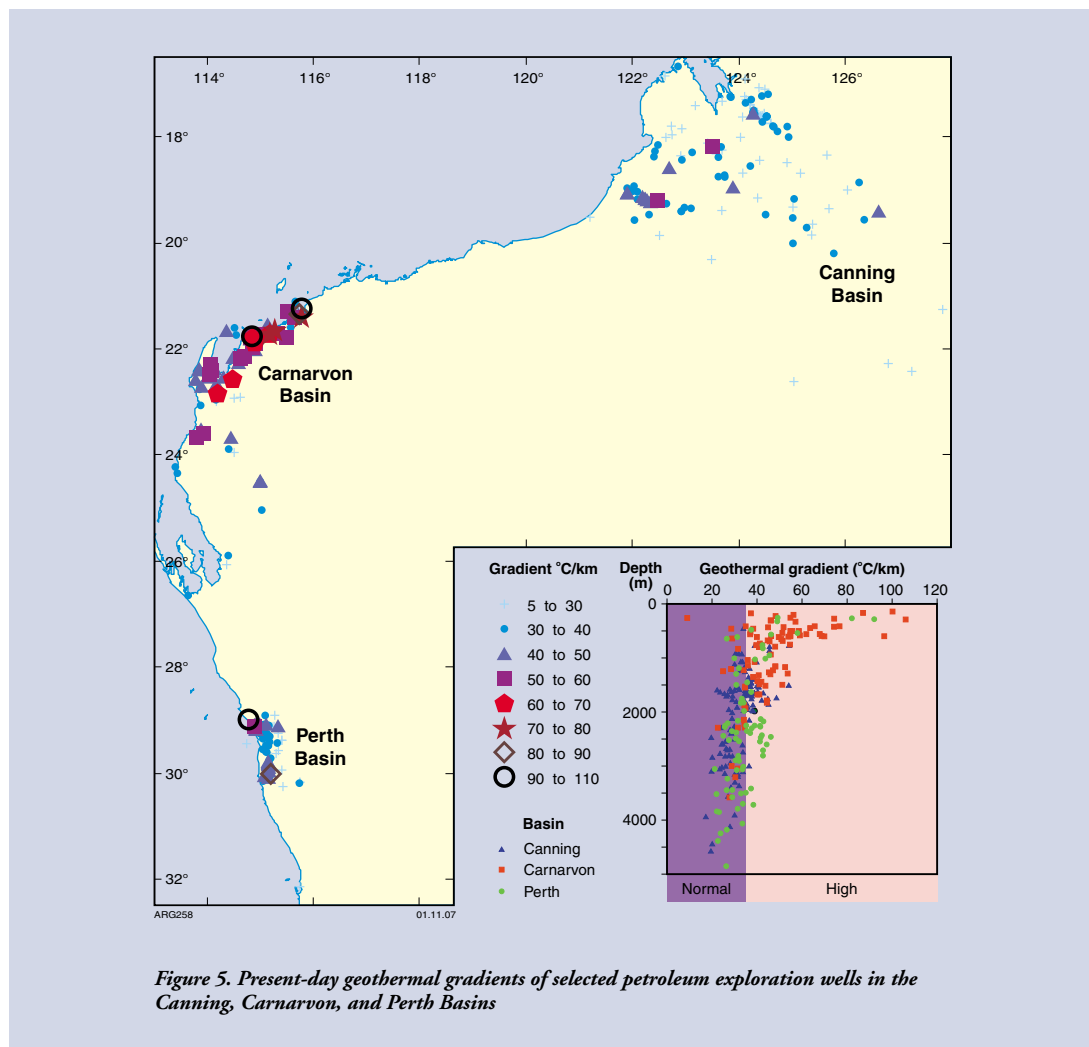 114° 116° 118° 120° 122° 124° 126°
18°
20°
22°
24°
26°
28°
30°
32°
Canning
Basin
Carnarvon
Basin
Perth
Basin
Gradient °C/km
5 to 30
30 to 40
40 to 50
50 to 60
60 to 70
70 to 80
80 to 90
90 to 110
Basin
Canning
Carnarvon
Perth
Depth
(m)
Geothermal gradient (°C/km)
0 20 40 60 80 100 120
0
2000
4000
Normal High
ARG258 01.11.07
Figure 5. Present-day geothermal gradients of selected petroleum exploration wells in the
Canning, Carnarvon, and Perth Basins